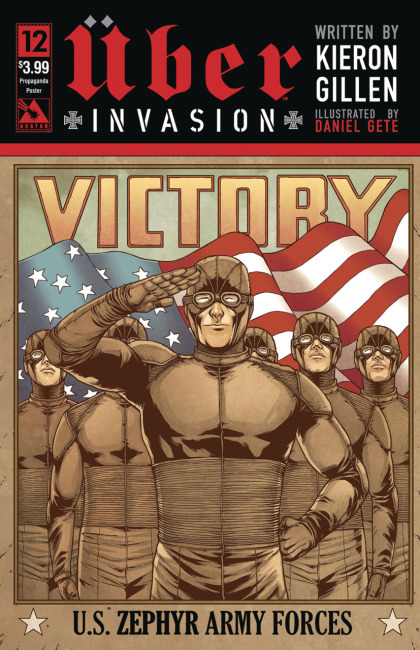 12
$3.99
Propaganda
Poster
AVATAR
Über
INVASION
WRITTEN BY
KIERON
GILLEN
ILLUSTRATED BY
DANIEL GETE
VICTORY
U.S. ZEPHYR ARMY FORCES